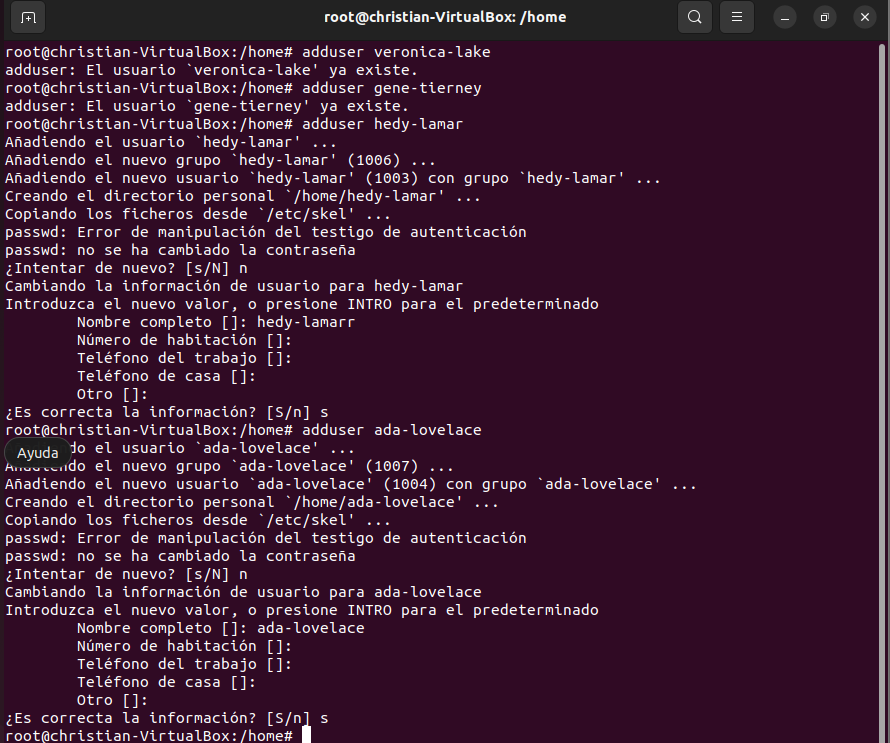 root@christian-VirtualBox: /home
root@christian-VirtualBox:/home# adduser veronica-lake
adduser: El usuario `veronica-lake' ya existe.
root@christian-VirtualBox:/home# adduser gene-tierney
adduser: El usuario `gene-tierney' ya existe.
root@christian-VirtualBox:/home# adduser hedy-lamar
Añadiendo el usuario `hedy-lamar' ...
Añadiendo el nuevo grupo `hedy-lamar' (1006) ...
Añadiendo el nuevo usuario `hedy-lamar' (1003) con grupo `hedy-lamar' ...
Creando el directorio personal `/home/hedy-lamar' ...
Copiando los ficheros desde `/etc/skel' ...
passwd: Error de manipulación del testigo de autenticación
passwd: no se ha cambiado la contraseña
¿Intentar de nuevo? [s/N] n
Cambiando la información de usuario para hedy-lamar
Introduzca el nuevo valor, o presione INTRO para el predeterminado
Nombre completo []: hedy-lamarr
Número de habitación []:
Teléfono del trabajo []:
Teléfono de casa []:
Otro []:
¿Es correcta la información? [S/n] s
root@christian-VirtualBox:/home# adduser ada-lovelace
Ayuda
do el usuario `ada-lovelace' ...
Añadiendo el nuevo grupo `ada-lovelace' (1007) ...
Añadiendo el nuevo usuario `ada-lovelace' (1004) con grupo `ada-lovelace' ...
Creando el directorio personal `/home/ada-lovelace' ...
Copiando los ficheros desde `/etc/skel' ...
passwd: Error de manipulación del testigo de autenticación
passwd: no se ha cambiado la contraseña
¿Intentar de nuevo? [s/N] n
Cambiando la información de usuario para ada-lovelace
Introduzca el nuevo valor, o presione INTRO para el predeterminado
Nombre completo []: ada-lovelace
Número de habitación []:
Teléfono del trabajo []:
Teléfono de casa []:
Otro []:
¿Es correcta la información? [S/n] s
root@christian-VirtualBox:/home#